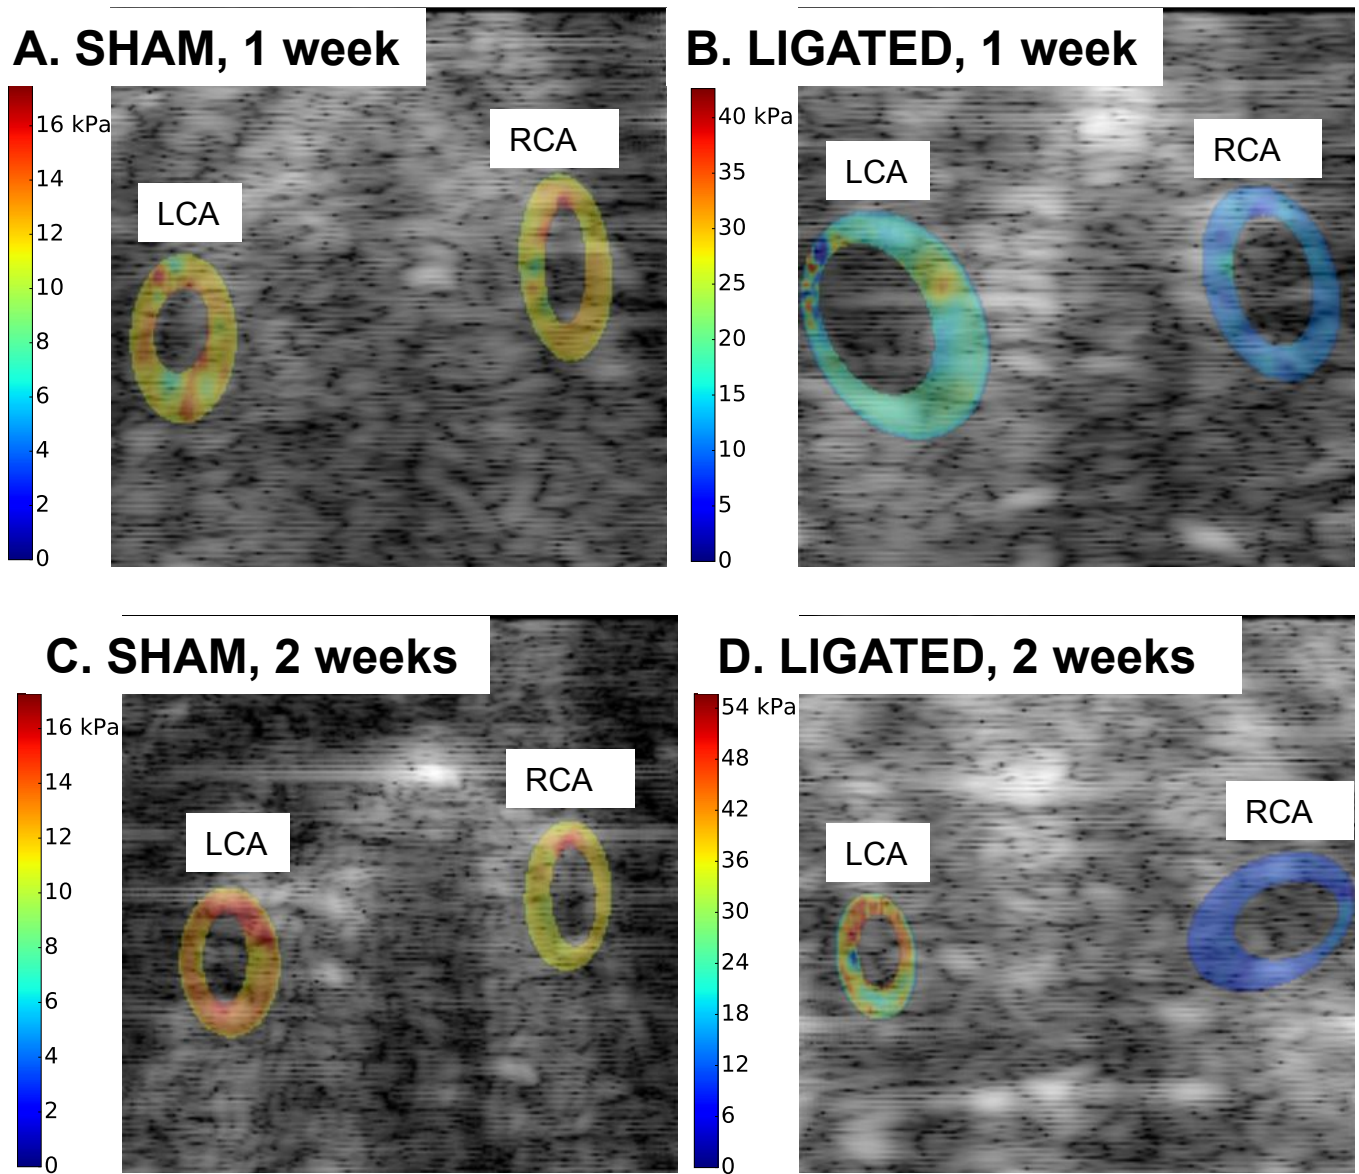 A. SHAM, 1 week
16 kPa
14
12
10
8
6
4
2
0
LCA
RCA
B. LIGATED, 1 week
40 kPa
35
30
25
20
15
10
5
0
LCA
RCA
C. SHAM, 2 weeks
16 kPa
14
12
10
8
6
4
2
0
LCA
RCA
D. LIGATED, 2 weeks
54 kPa
48
42
36
30
24
18
12
6
0
LCA
RCA